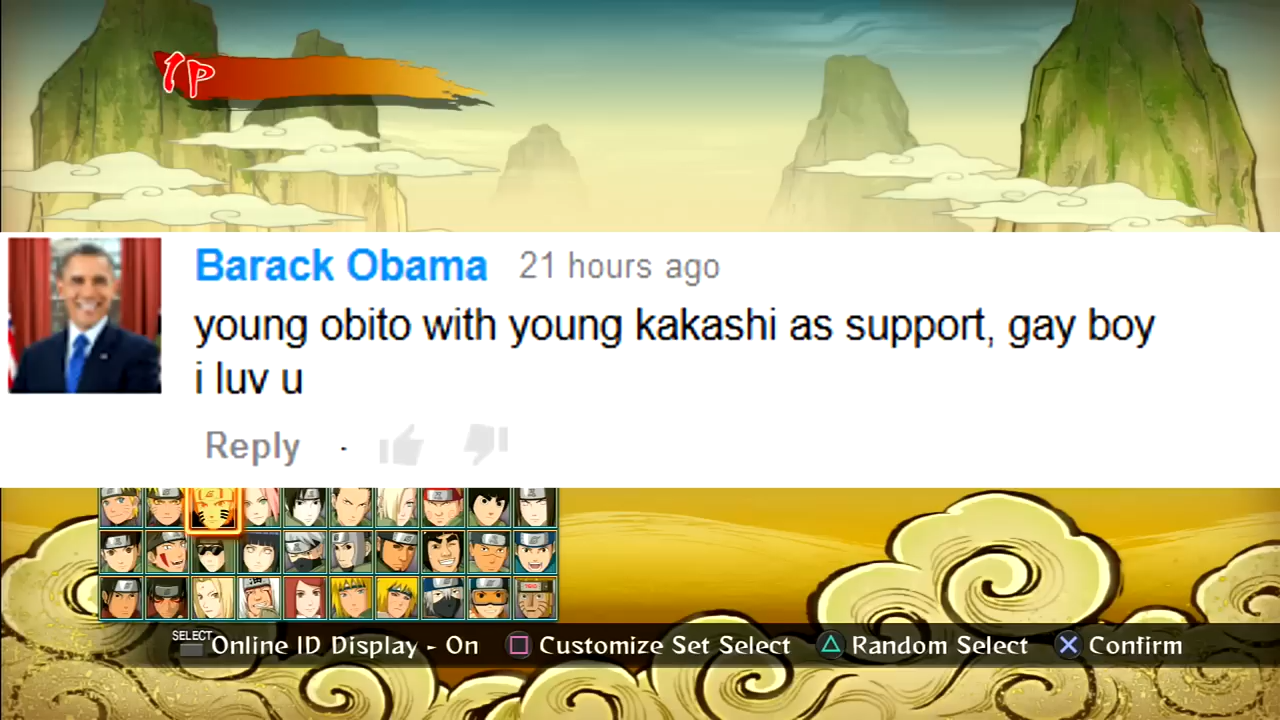 1P
Barack Obama 21 hours ago
young obito with young kakashi as support, gay boy
i luv u
Reply ·
SELECT Online ID Display - On Customize Set Select Random Select Confirm